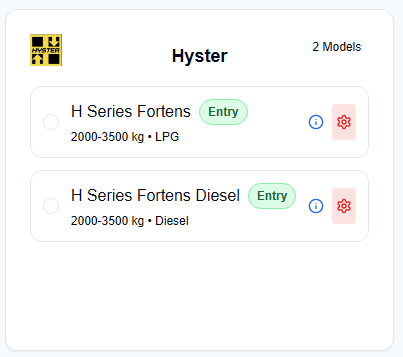 HYSTER
Hyster
2 Models
H Series Fortens Entry
2000-3500 kg • LPG
H Series Fortens Diesel Entry
2000-3500 kg • Diesel